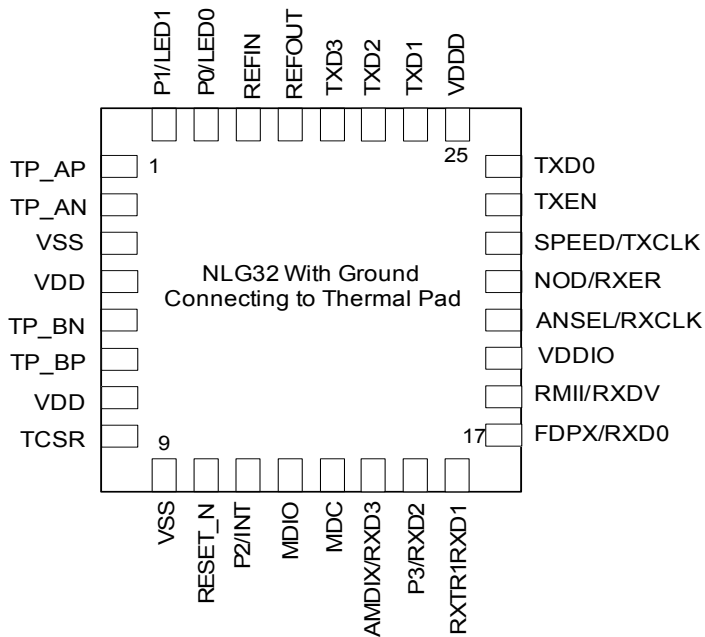 P1/LED1
P0/LED0
REFIN
REFOUT
TXD3
TXD2
TXD1
VDDD
TP_AP
TP_AN
VSS
VDD
TP_BN
TP_BP
VDD
TCSR
1
25
NLG32 With Ground
Connecting to Thermal Pad
9
17
TXD0
TXEN
SPEED/TXCLK
NOD/RXER
ANSEL/RXCLK
VDDIO
RMII/RXDV
FDPX/RXD0
VSS
RESET_N
P2/INT
MDIO
MDC
AMDIX/RXD3
P3/RXD2
RXTR1RXD1